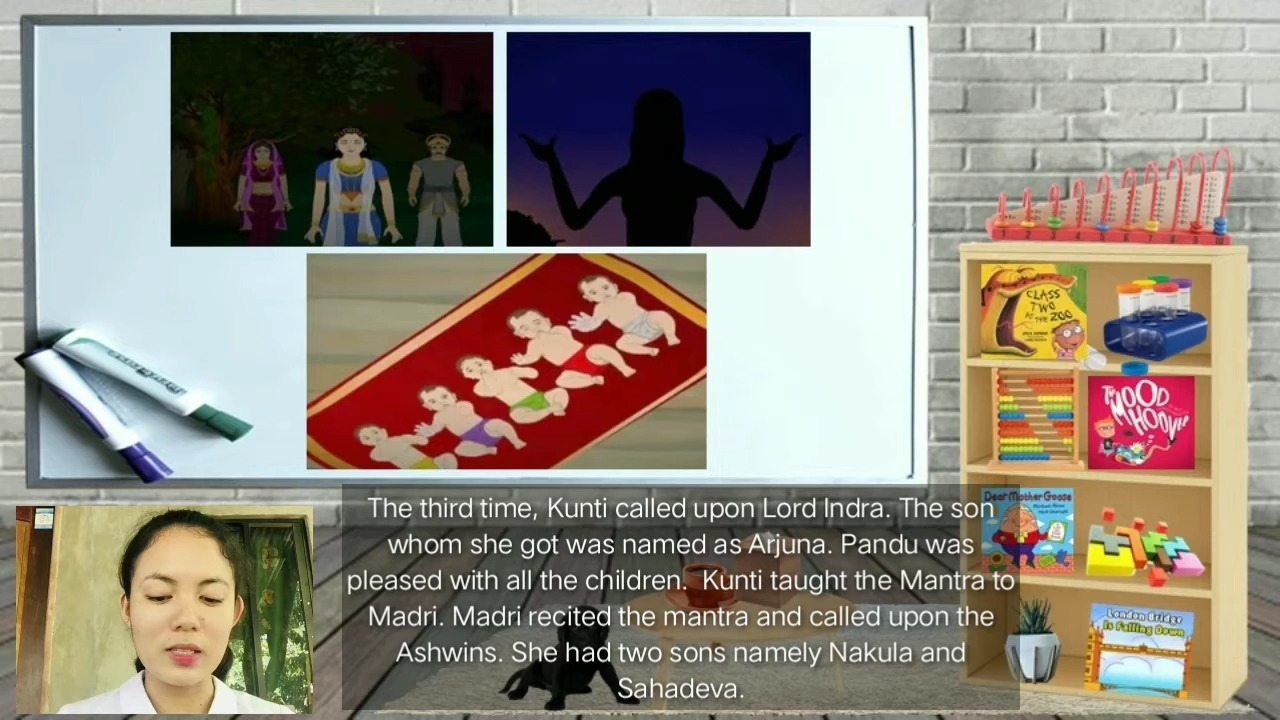 CLASS
TWO
AT THE ZOO
THE MOOD
HOOVER
Dear Mother Goose
London Bridge
Is Falling Down
The third time, Kunti called upon Lord Indra. The son
whom she got was named as Arjuna. Pandu was
pleased with all the children.  Kunti taught the Mantra to
Madri. Madri recited the mantra and called upon the
Ashwins. She had two sons namely Nakula and
Sahadeva.